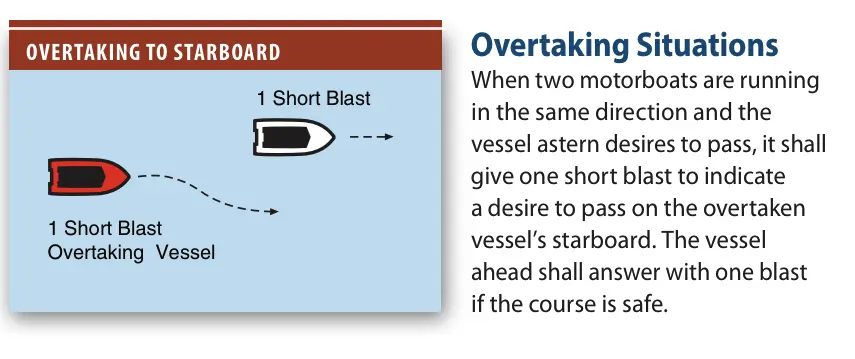 OVERTAKING TO STARBOARD
1 Short Blast
1 Short Blast
Overtaking Vessel
Overtaking Situations
When two motorboats are running
in the same direction and the
vessel astern desires to pass, it shall
give one short blast to indicate
a desire to pass on the overtaken
vessel’s starboard. The vessel
ahead shall answer with one blast
if the course is safe.